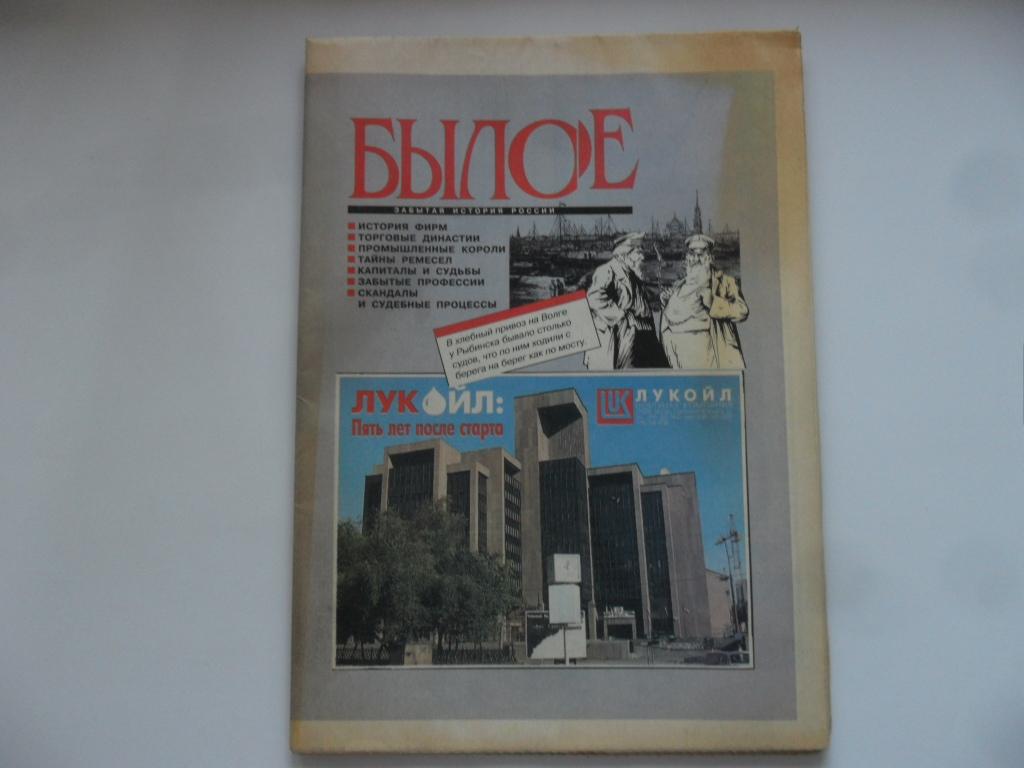 БЫЛОЕ
ЗАБЫТАЯ ИСТОРИЯ РОССИИ
ИСТОРИЯ ФИРМ
ТОРГОВЫЕ ДИНАСТИИ
ПРОМЫШЛЕННЫЕ КОРОЛИ
ТАЙНЫ РЕМЕСЕЛ
КАПИТАЛЫ И СУДЬБЫ
ЗАБЫТЫЕ ПРОФЕССИИ
СКАНДАЛЫ
И СУДЕБНЫЕ ПРОЦЕССЫ
В хлебный привоз на Волге
у Рыбинска бывало столько
судов, что по ним ходили с
берега на берег как по мосту.
ЛУКОЙЛ:
Пять лет после старта
LUK
ЛУКОЙЛ